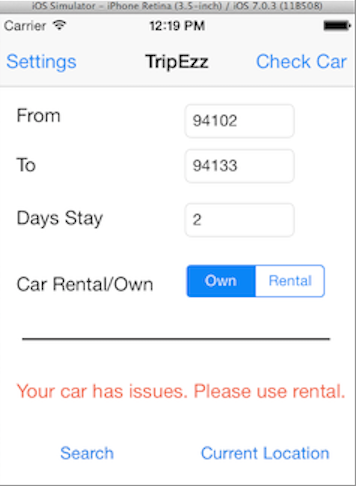 iOS Simulator - iPhone Retina (3.5-inch) / iOS 7.0.3 (11B508)
Carrier 12:19 PM
Settings TripEzz Check Car
From 94102
To 94133
Days Stay 2
Car Rental/Own Own Rental
Your car has issues. Please use rental.
Search Current Location